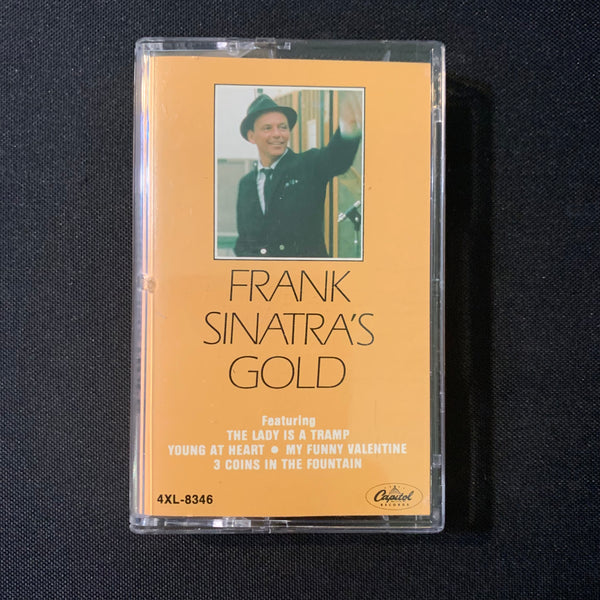 FRANK
SINATRA'S
GOLD
Featuring
THE LADY IS A TRAMP
YOUNG AT HEART • MY FUNNY VALENTINE
3 COINS IN THE FOUNTAIN
4XL-8346
Capitol
RECORDS